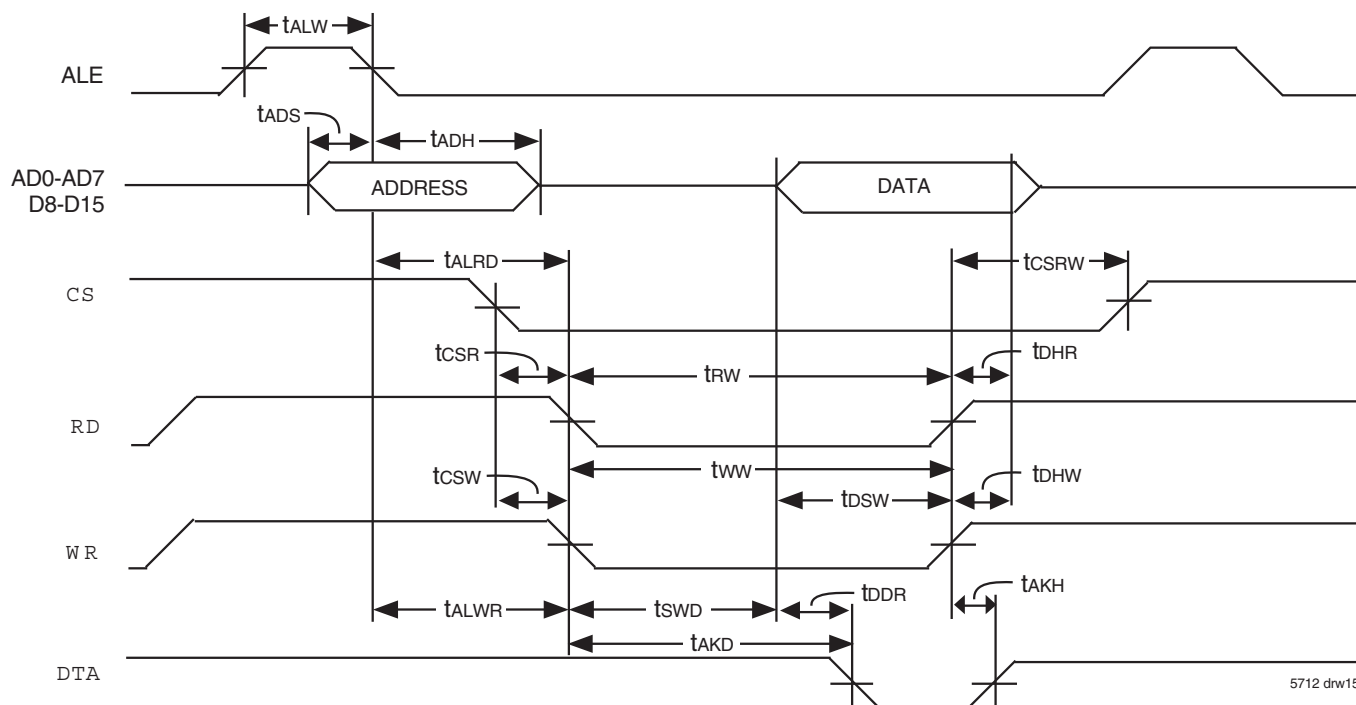 tALW
ALE
tADS
tADH
AD0-AD7
D8-D15
ADDRESS
DATA
tALRD
tCSRW
CS
tCSR
tRW
tDHR
RD
tCSW
tWW
tDHW
tDSW
WR
tALWR
tSWD
tDDR
tAKH
tAKD
DTA
5712 drw15